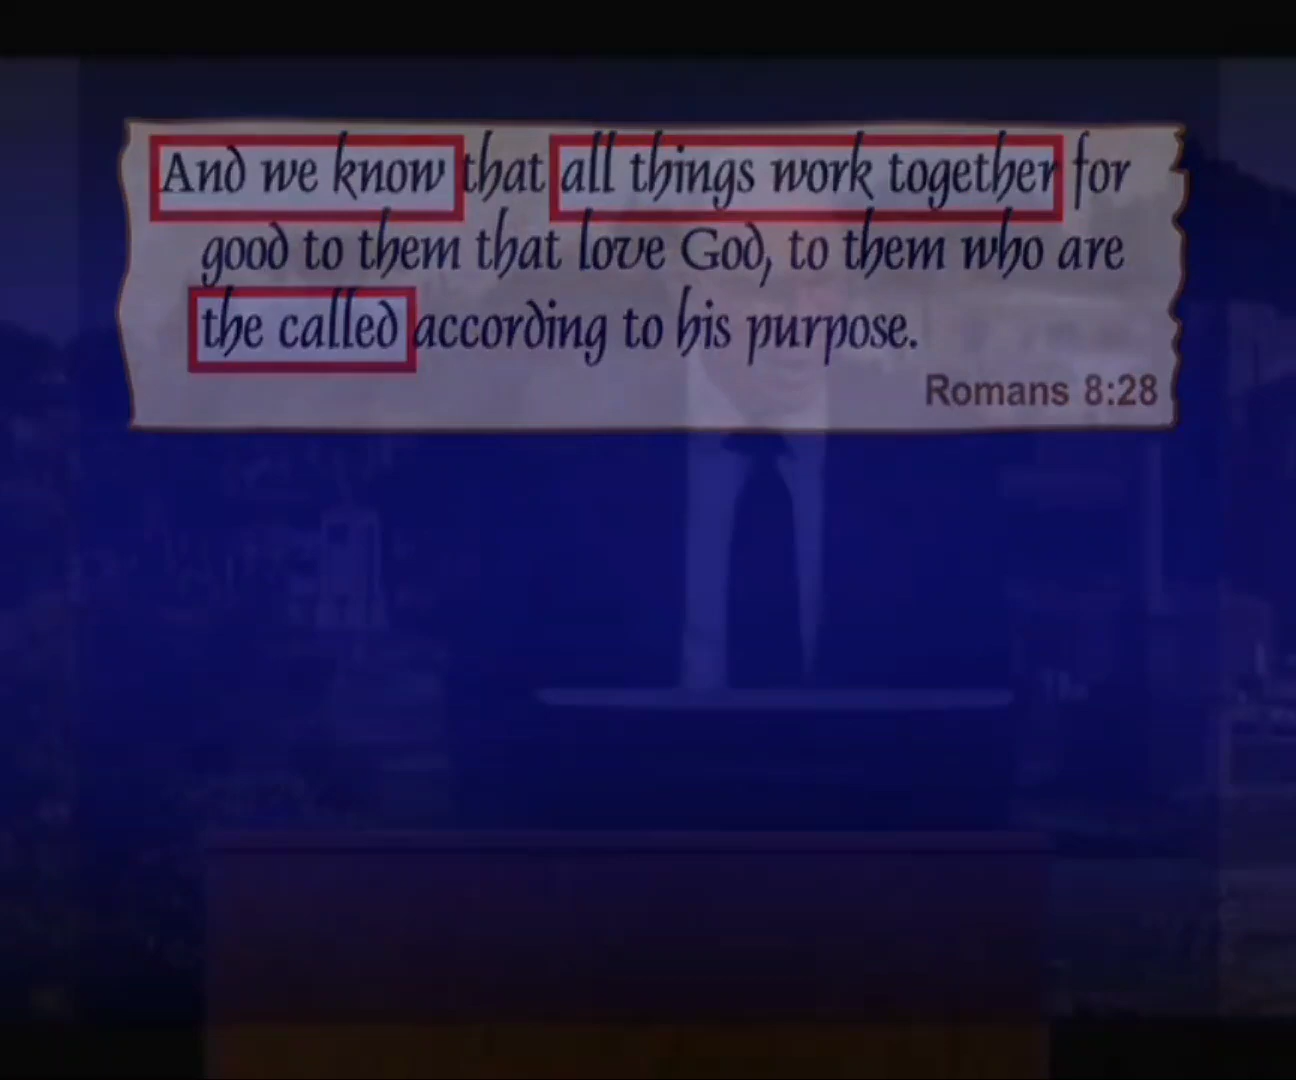 And we know that all things work together for
good to them that love God, to them who are
the called according to his purpose.
Romans 8:28